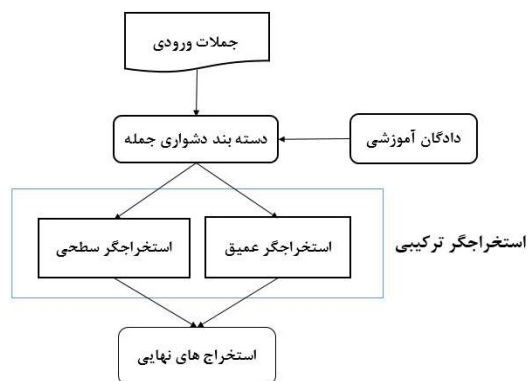 جملات ورودی
دسته بند دشواری جمله
دادگان آموزشی
استخراجگر ترکیبی
استخراجگر عمیق
استخراجگر سطحی
استخراج های نهایی